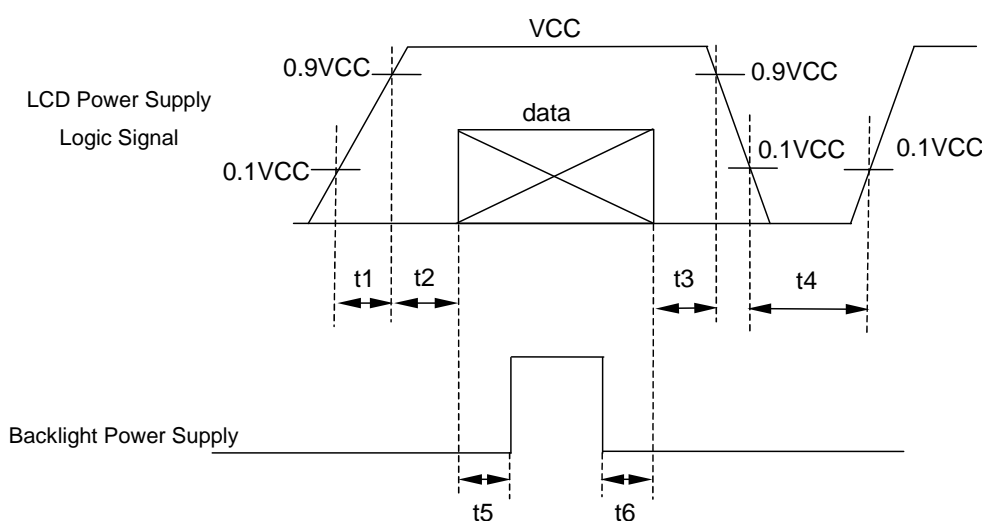 VCC
0.9VCC
0.9VCC
LCD Power Supply
Logic Signal
data
0.1VCC
0.1VCC
0.1VCC
t1
t2
t3
t4
Backlight Power Supply
t5
t6